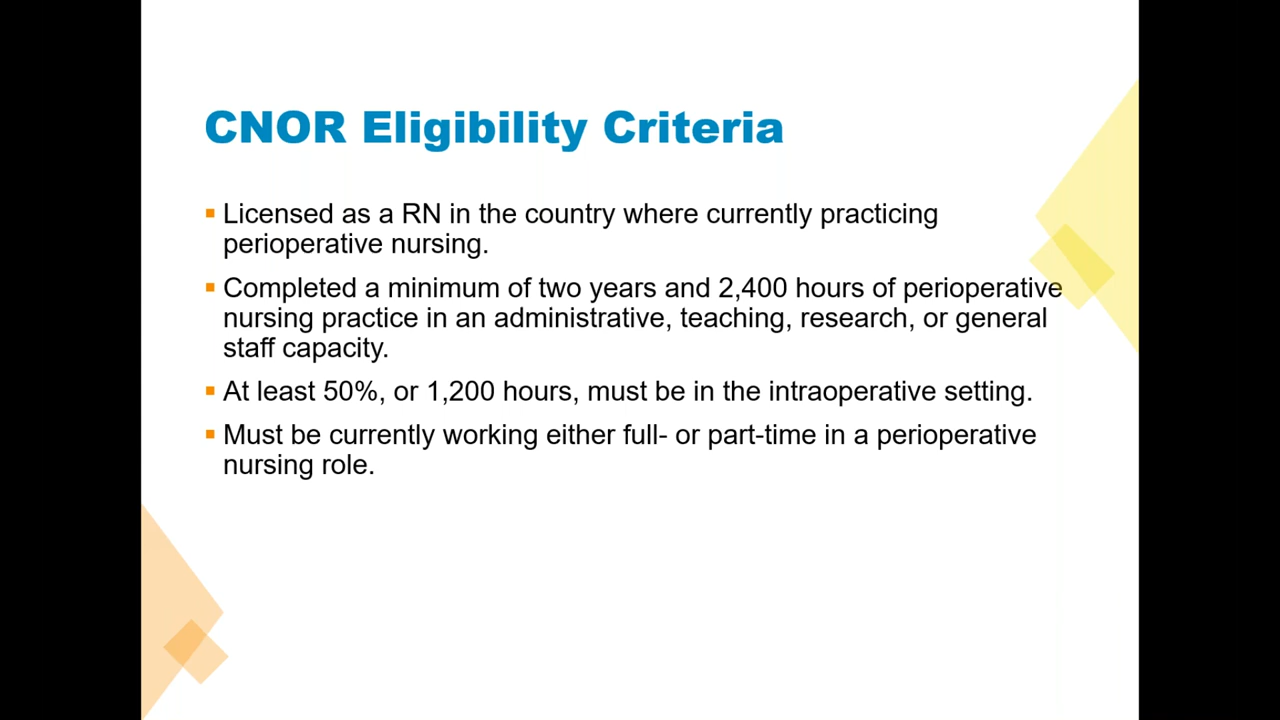 CNOR Eligibility Criteria
Licensed as a RN in the country where currently practicing
perioperative nursing.
Completed a minimum of two years and 2,400 hours of perioperative
nursing practice in an administrative, teaching, research, or general
staff capacity.
At least 50%, or 1,200 hours, must be in the intraoperative setting.
Must be currently working either full- or part-time in a perioperative
nursing role.